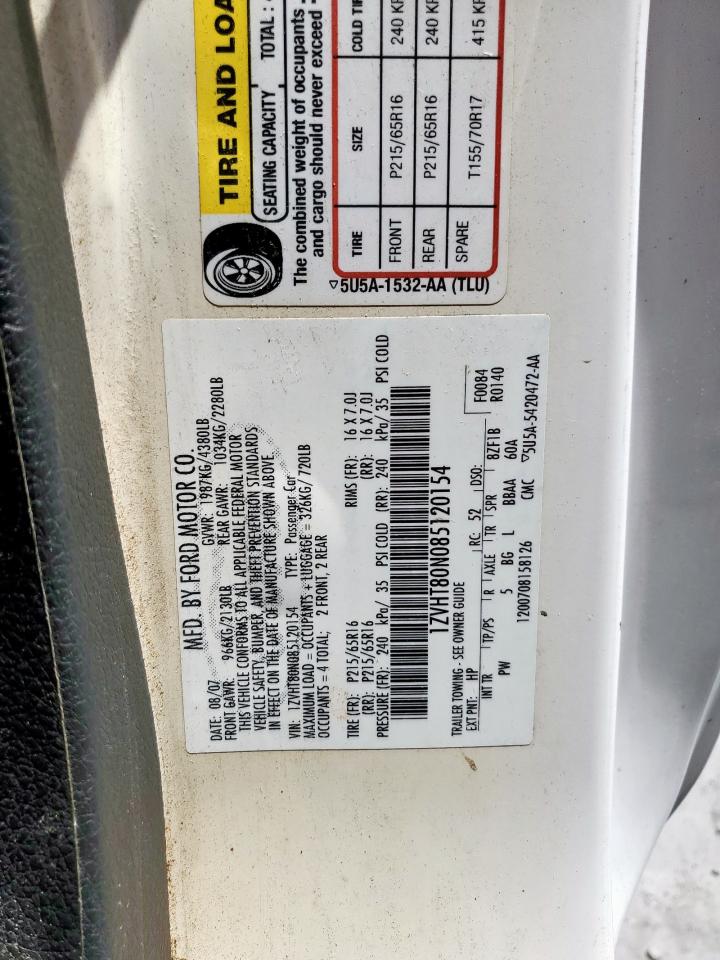 TIRE AND LOA
SEATING CAPACITY TOTAL :
The combined weight of occupants
and cargo should never exceed
TIRE SIZE COLD TI
FRONT P215/65R16 240 KP
REAR P215/65R16 240 KP
SPARE T155/70R17 415 KP
▽5U5A-1532-AA (TLU)
MFD. BY FORD MOTOR CO.
DATE: 08/07 GVWR: 1987KG/4380LB
FRONT GAWR: 966KG/2130LB REAR GAWR: 1034KG/2280LB
THIS VEHICLE CONFORMS TO ALL APPLICABLE FEDERAL MOTOR
VEHICLE SAFETY, BUMPER, AND THEFT PREVENTION STANDARDS
IN EFFECT ON THE DATE OF MANUFACTURE SHOWN ABOVE.
VIN: 1ZVHT80N085120154 TYPE: Passenger Car
MAXIMUM LOAD = OCCUPANTS + LUGGAGE = 326KG/720LB
OCCUPANTS = 4 TOTAL; 2 FRONT, 2 REAR
TIRE (FR): P215/65R16 RIMS (FR): 16 X 7.0J
(RR): P215/65R16 (RR): 16 X 7.0J
PRESSURE (FR): 240 kPa/ 35 PSI COLD (RR): 240 kPa/ 35 PSI COLD
1ZVHT80N085120154
TRAILER TOWING - SEE OWNER GUIDE
F0084
EXT PNT: HP RC: 52 DSO: R0140
INT TR TP/PS R AXLE TR SPR BZF1B
PW 5 BG L BBAA 60A
1200708158126 CMC ▽5U5A-5420472-AA